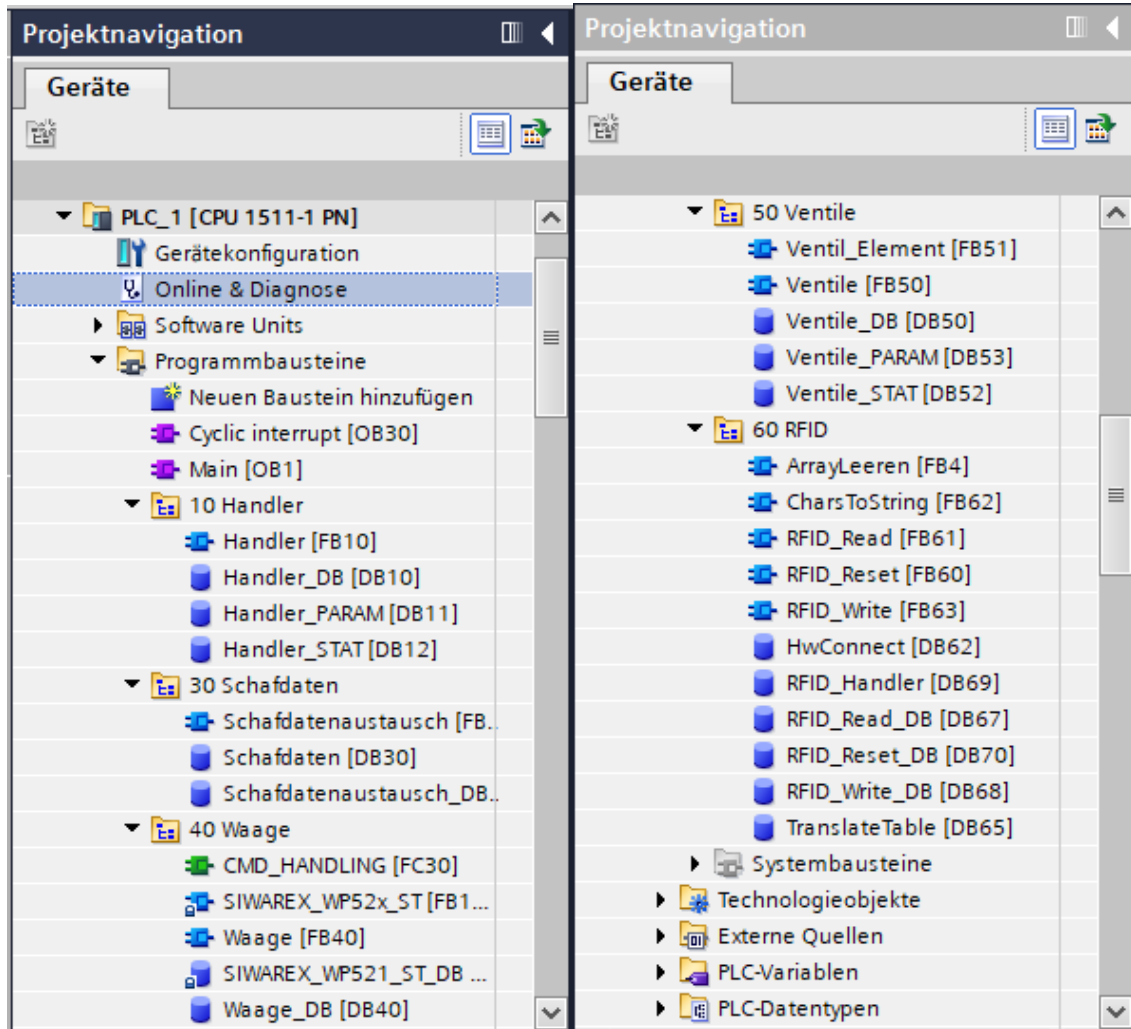 Projektnavigation
Geräte
PLC_1 [CPU 1511-1 PN]
Gerätekonfiguration
Online & Diagnose
Software Units
Programmbausteine
Neuen Baustein hinzufügen
Cyclic interrupt [OB30]
Main [OB1]
10 Handler
Handler [FB10]
Handler_DB [DB10]
Handler_PARAM [DB11]
Handler_STAT [DB12]
30 Schafdaten
Schafdatenaustausch [FB..
Schafdaten [DB30]
Schafdatenaustausch_DB..
40 Waage
CMD_HANDLING [FC30]
SIWAREX_WP52x_ST [FB1...
Waage [FB40]
SIWAREX_WP521_ST_DB ...
Waage_DB [DB40]
Projektnavigation
Geräte
50 Ventile
Ventil_Element [FB51]
Ventile [FB50]
Ventile_DB [DB50]
Ventile_PARAM [DB53]
Ventile_STAT [DB52]
60 RFID
ArrayLeeren [FB4]
CharsToString [FB62]
RFID_Read [FB61]
RFID_Reset [FB60]
RFID_Write [FB63]
HwConnect [DB62]
RFID_Handler [DB69]
RFID_Read_DB [DB67]
RFID_Reset_DB [DB70]
RFID_Write_DB [DB68]
TranslateTable [DB65]
Systembausteine
Technologieobjekte
Externe Quellen
PLC-Variablen
PLC-Datentypen